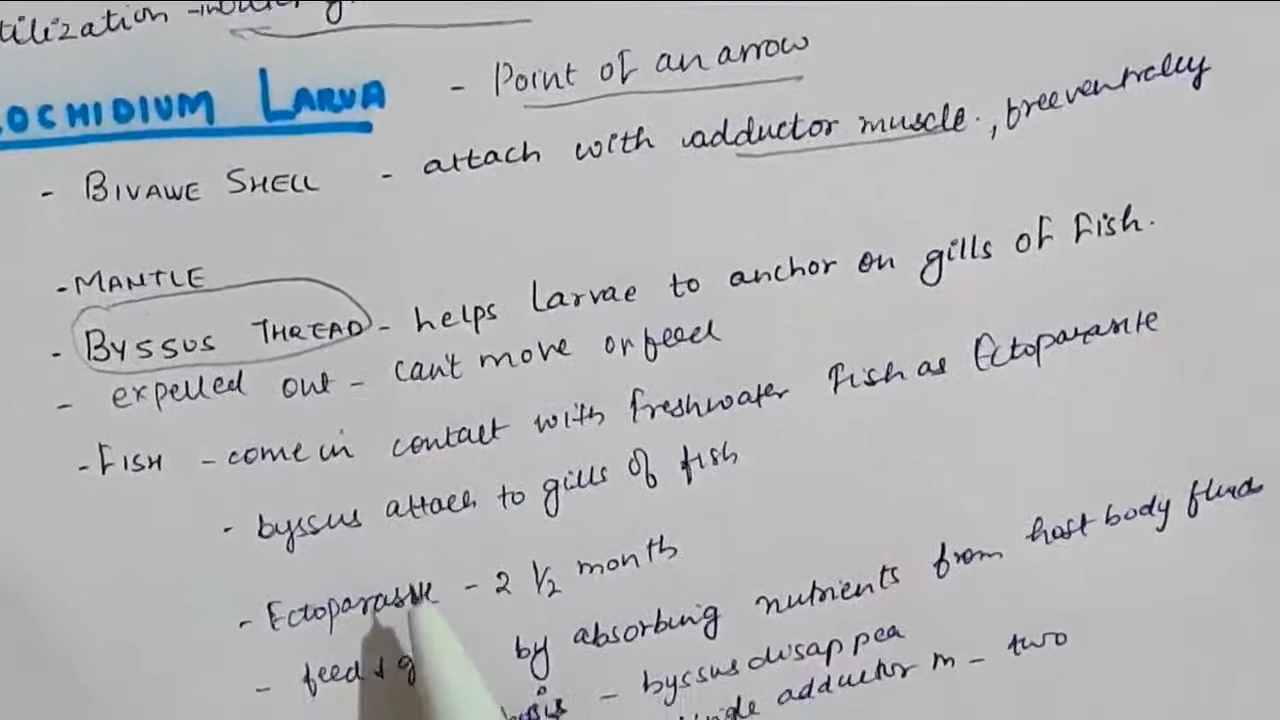 tilization -
LOCHIDIUM LARVA - Point of an arrow
- BIVALVE SHELL - attach with adductor muscle., free ventrally
- MANTLE
- BYSSUS THREAD - helps larvae to anchor on gills of fish.
- expelled out - can't move or feed
- FISH - come in contact with freshwater fish as Ectoparasite
- byssus attach to gills of fish
- Ectoparasite - 2 1/2 month
- feed & g by absorbing nutrients from host body fluid
- byssus disappea
adductor m - two